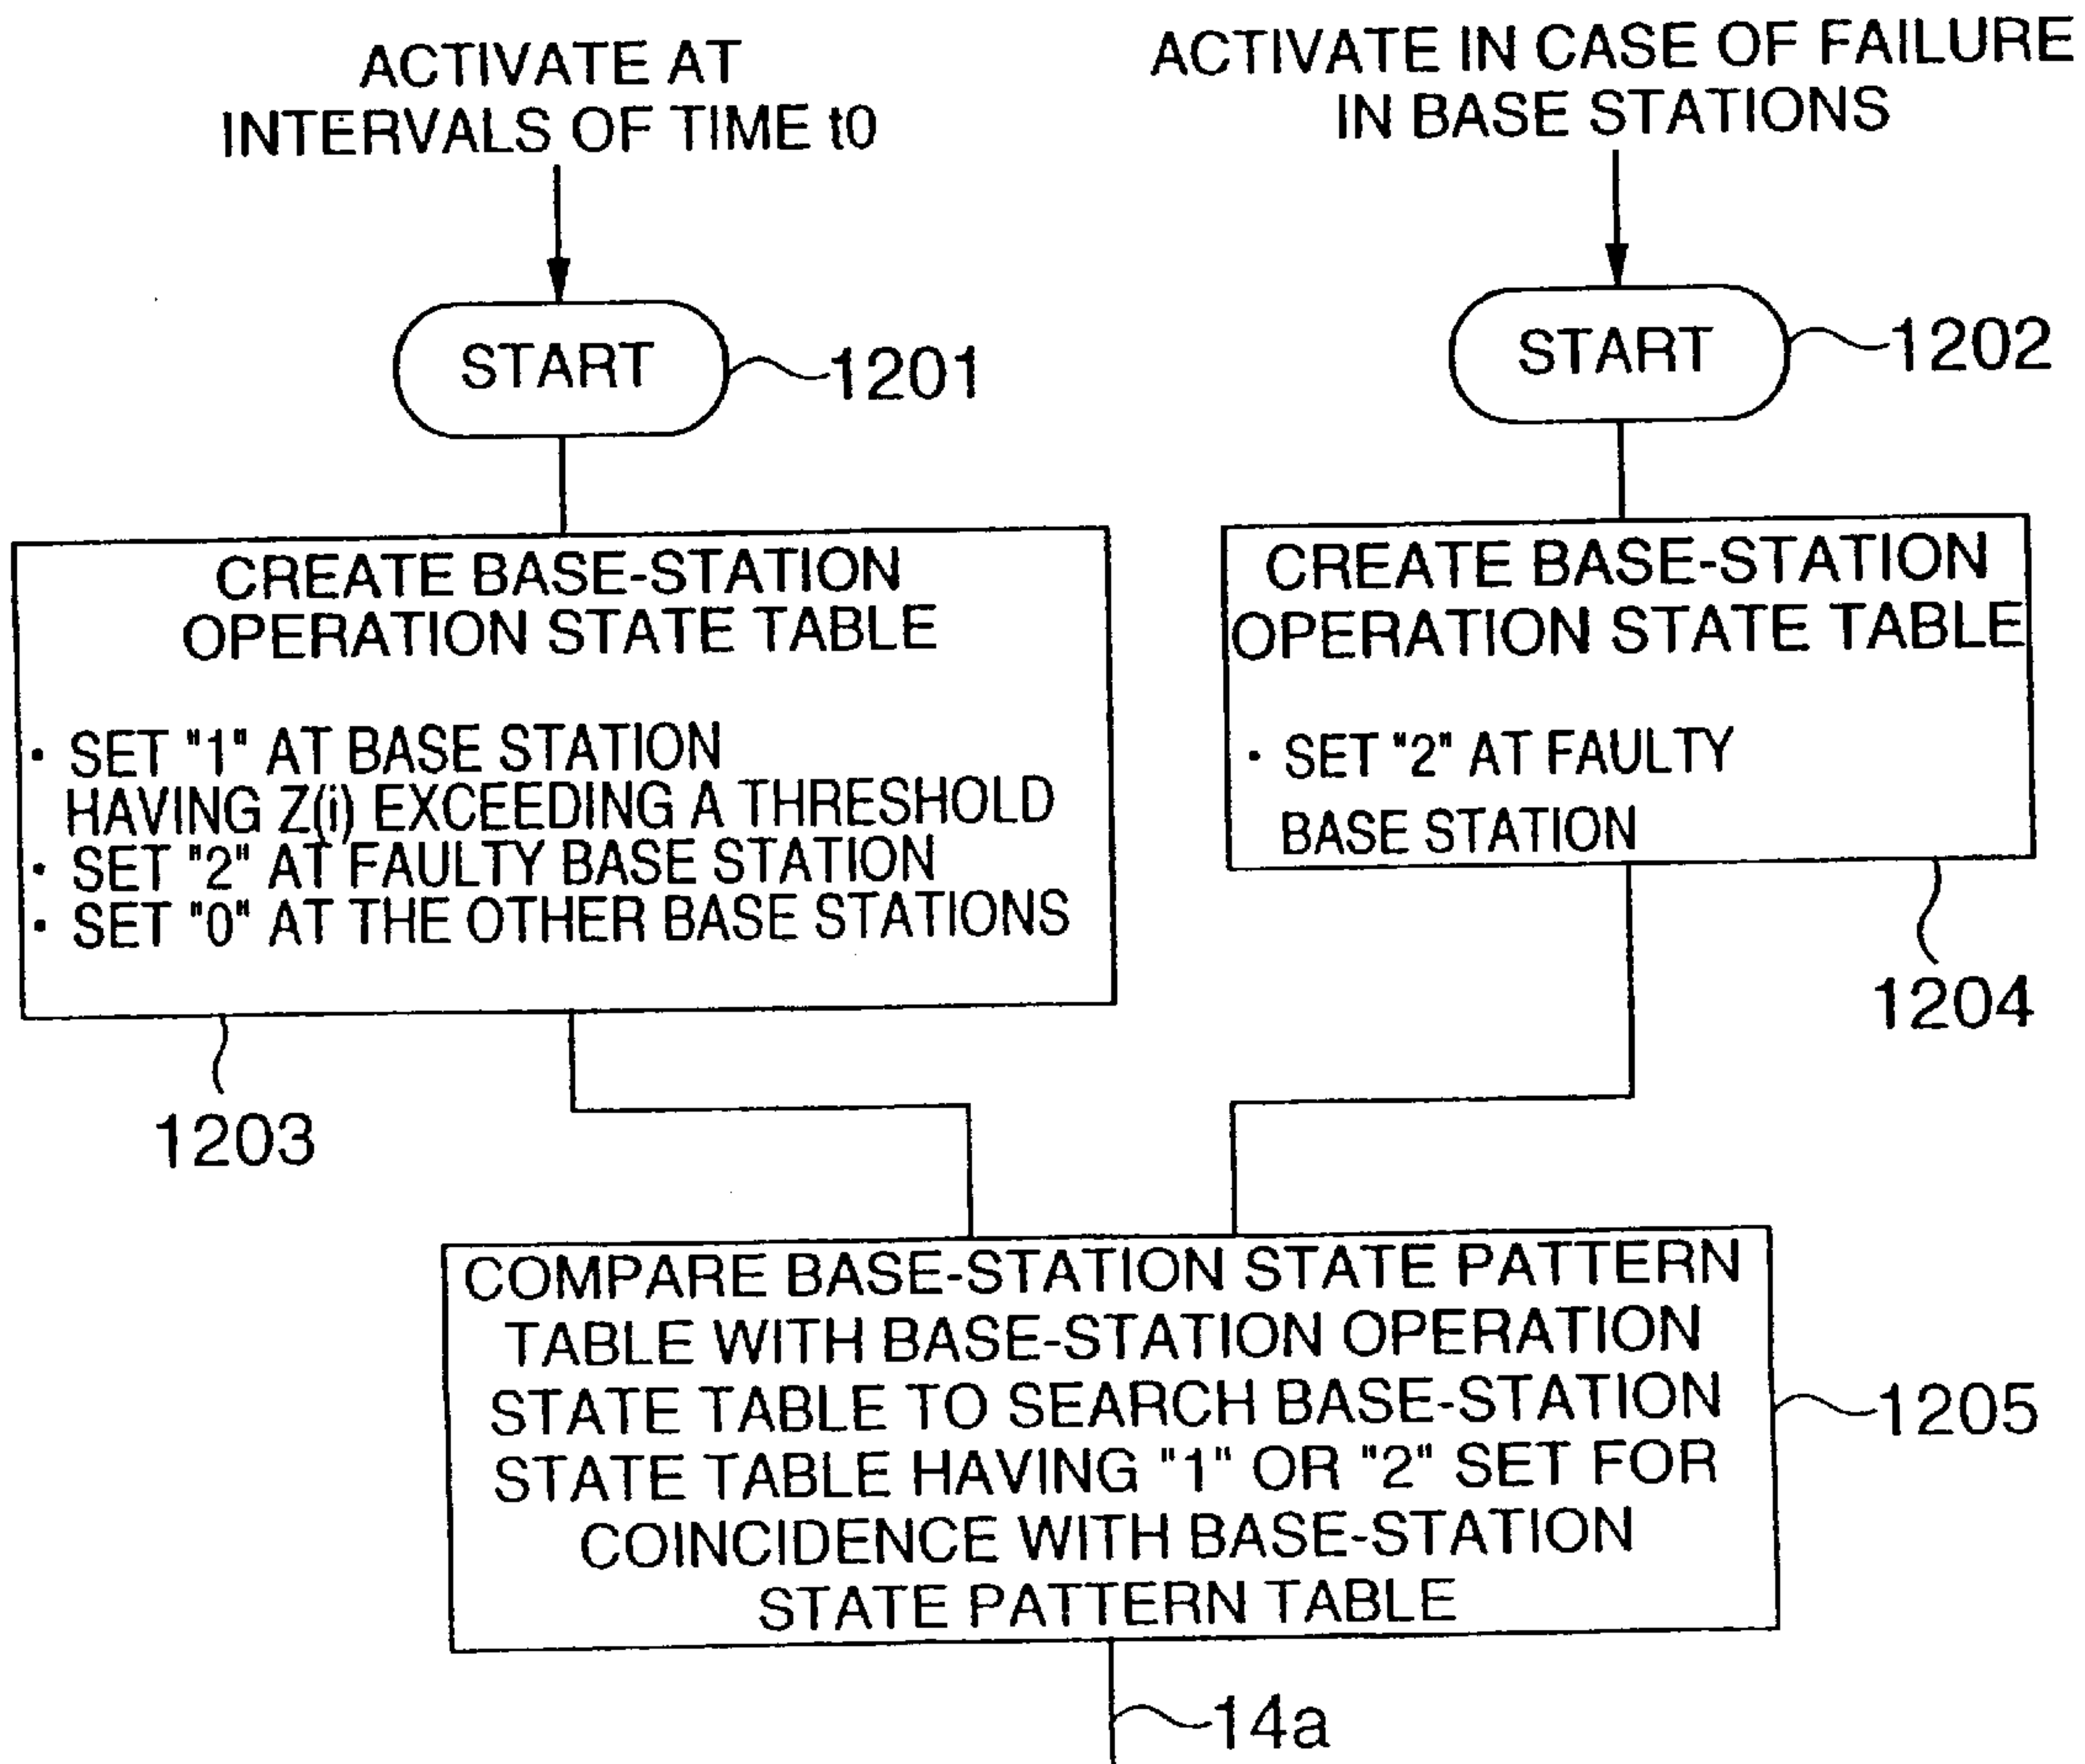 ACTIVATE AT
INTERVALS OF TIME t0
START
1201
ACTIVATE IN CASE OF FAILURE
IN BASE STATIONS
START
1202
CREATE BASE-STATION
OPERATION STATE TABLE
· SET "1" AT BASE STATION
HAVING Z(i) EXCEEDING A THRESHOLD
· SET "2" AT FAULTY BASE STATION
· SET "0" AT THE OTHER BASE STATIONS
1203
CREATE BASE-STATION
OPERATION STATE TABLE
· SET "2" AT FAULTY
BASE STATION
1204
COMPARE BASE-STATION STATE PATTERN
TABLE WITH BASE-STATION OPERATION
STATE TABLE TO SEARCH BASE-STATION
STATE TABLE HAVING "1" OR "2" SET FOR
COINCIDENCE WITH BASE-STATION
STATE PATTERN TABLE
1205
14a